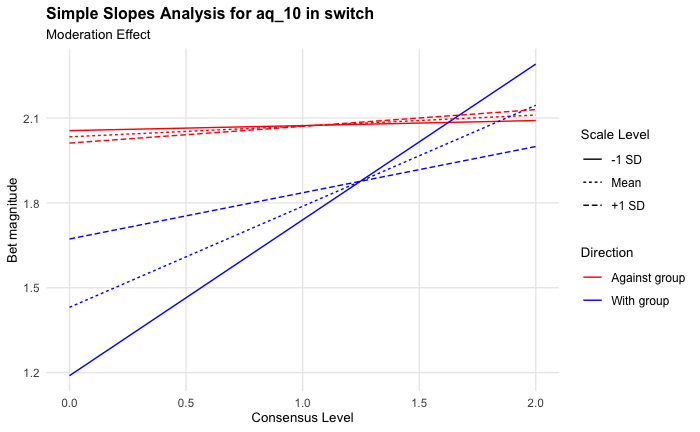 Simple Slopes Analysis for aq_10 in switch
Moderation Effect
Bet magnitude
2.1
1.8
1.5
1.2
0.0
0.5
1.0
1.5
2.0
Consensus Level
Scale Level
-1 SD
Mean
+1 SD
Direction
Against group
With group